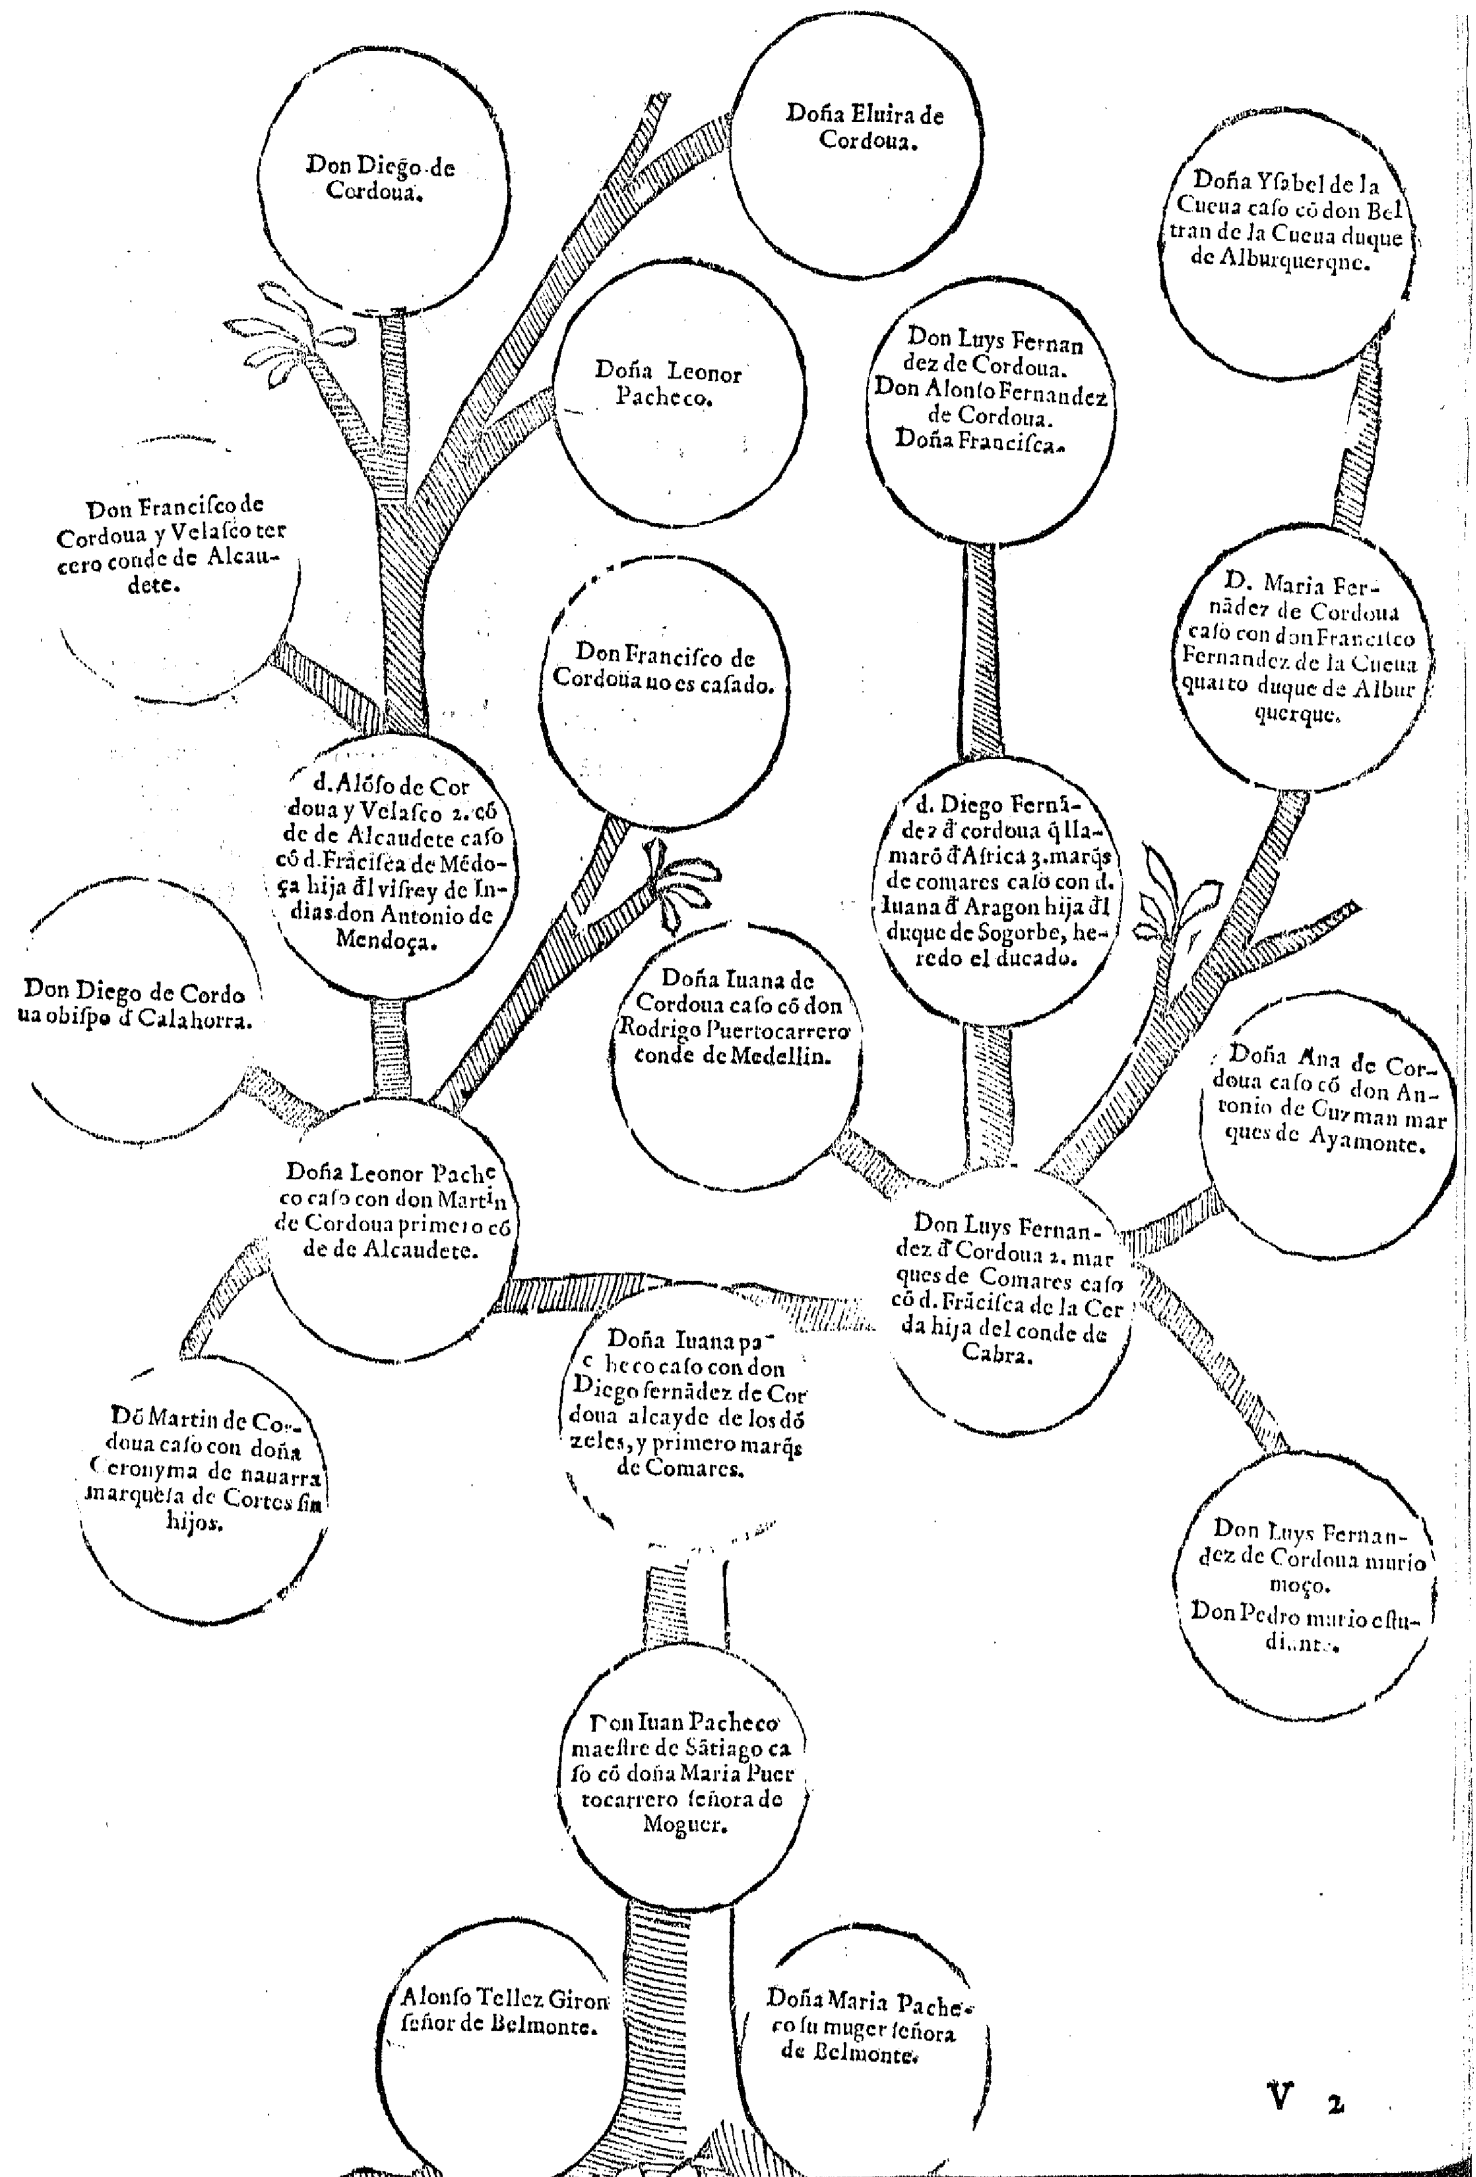 Don Diego de
Cordoua.
Doña Eluira de
Cordoua.
Doña Yſabel de la
Cueua caſo cō don Bel
tran de la Cueua duque
de Alburquerque.
Doña Leonor
Pacheco.
Don Luys Fernan
dez de Cordoua.
Don Alonſo Fernandez
de Cordoua.
Doña Franciſca.
Don Franciſco de
Cordoua y Velaſco ter
cero conde de Alcau-
dete.
Don Franciſco de
Cordoua no es caſado.
D. Maria Fer-
nādez de Cordoua
caſo con don Franciſco
Fernandez de la Cueua
quarto duque de Albur
querque.
d. Alōſo de Cor
doua y Velaſco 2. cō
de de Alcaudete caſo
cō d. Frāciſca de Mēdo-
ça hija đl viſrey de In-
dias don Antonio de
Mendoça.
d. Diego Fernā-
dez đ cordoua q̄ lla-
marō đ Africa 3. marq̄s
de comares caſo con d.
Iuana đ Aragon hija đl
duque de Sogorbe, he-
redo el ducado.
Don Diego de Cordo
ua obiſpo đ Calahorra.
Doña Iuana de
Cordoua caſo cō don
Rodrigo Puertocarrero
conde de Medellin.
Doña Ana de Cor-
doua caſo cō don An-
tonio de Guzman mar
ques de Ayamonte.
Doña Leonor Pache
co caſo con don Martin
de Cordoua primero cō
de de Alcaudete.
Don Luys Fernan-
dez đ Cordoua 2. mar
ques de Comares caſo
cō d. Frāciſca de la Cer
da hija del conde de
Cabra.
Doña Iuana pa-
checo caſo con don
Diego fernādez de Cor
doua alcayde de los dō
zeles, y primero marq̄s
de Comares.
Dō Martin de Cor-
doua caſo con doña
Geronyma de nauarra
marqueſa de Cortes ſin
hijos.
Don Luys Fernan-
dez de Cordoua murio
moço.
Don Pedro murio eſtu-
diante.
Don Iuan Pacheco
maeſtre de Sātiago ca
ſo cō doña Maria Puer
tocarrero ſeñora de
Moguer.
Alonſo Tellez Giron
ſeñor de Belmonte.
Doña Maria Pache-
co ſu muger ſeñora
de Belmonte.
V 2